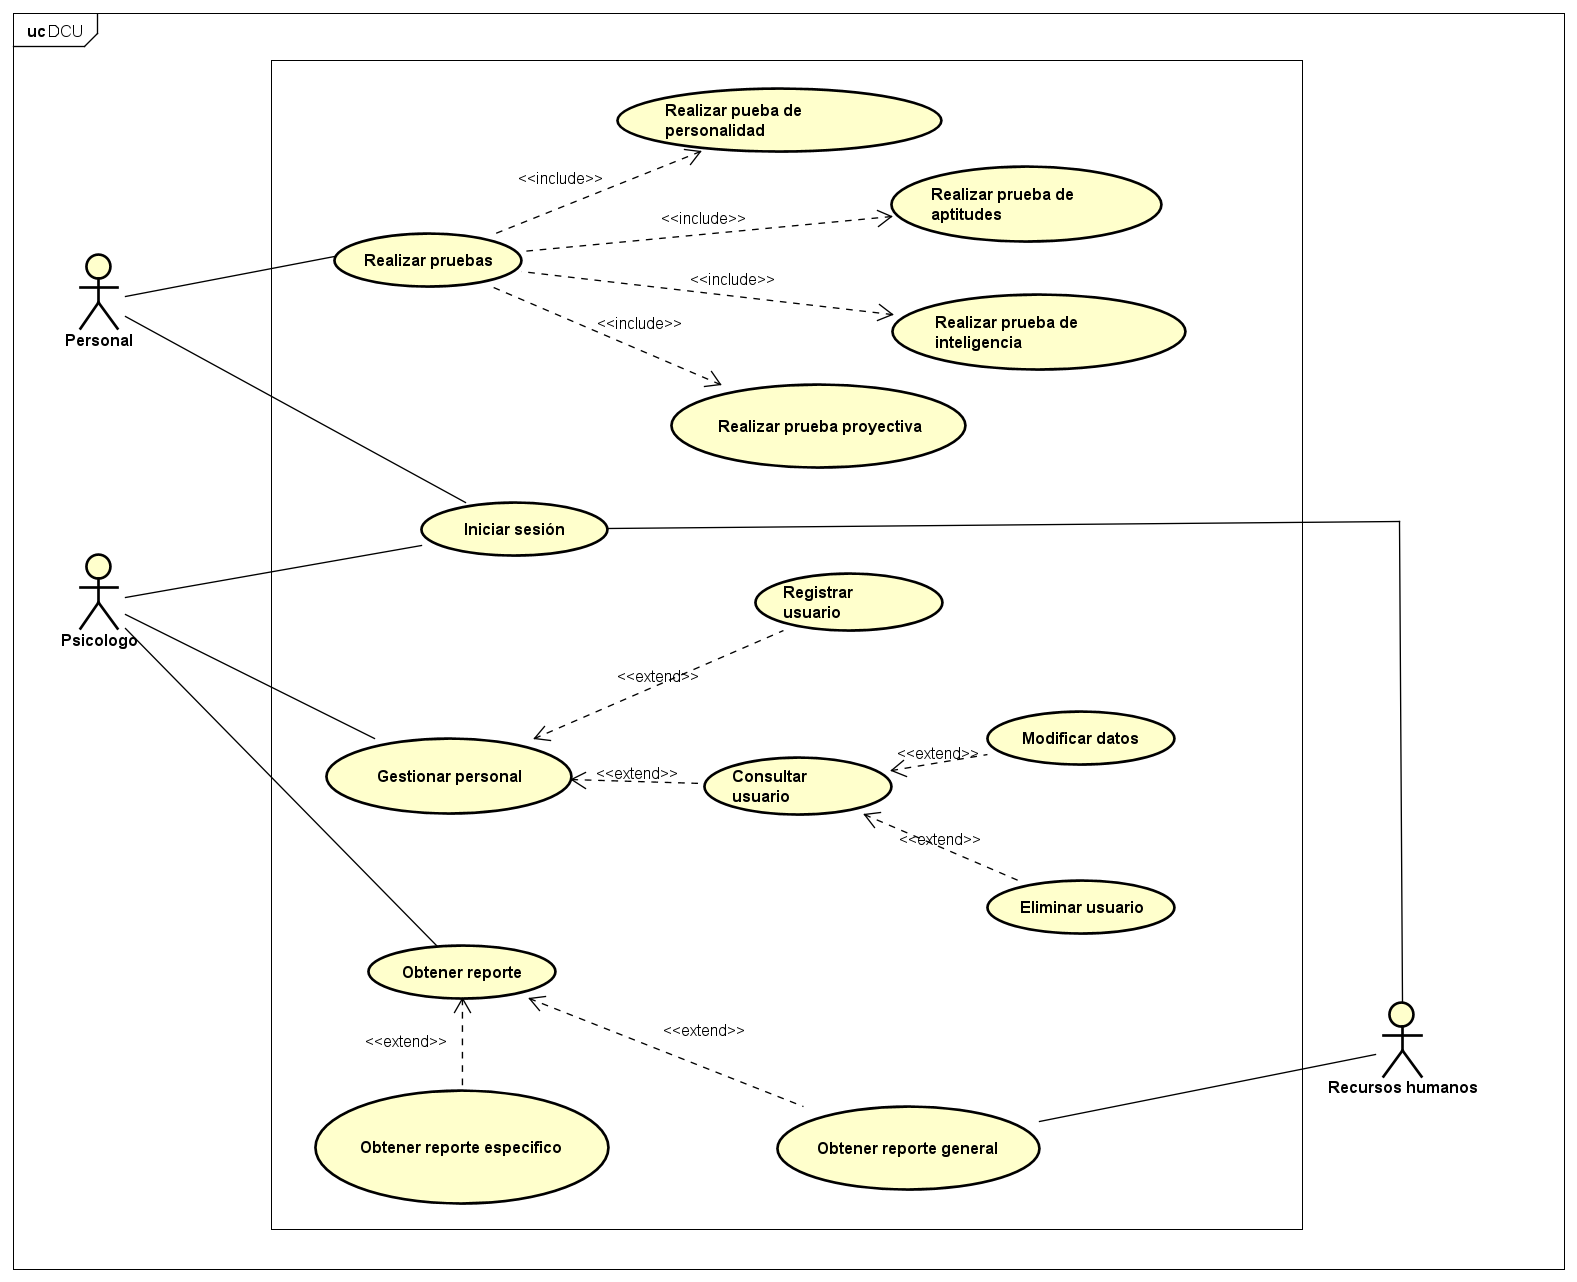 uc DCU
Realizar pueba de
personalidad
<<include>>
Realizar prueba de
aptitudes
<<include>>
Realizar pruebas
<<include>>
Realizar prueba de
inteligencia
<<include>>
Personal
Realizar prueba proyectiva
Iniciar sesión
Registrar
usuario
Psicologo
<<extend>>
Modificar datos
<<extend>>
Gestionar personal
<<extend>>
Consultar
usuario
<<extend>>
Eliminar usuario
Obtener reporte
<<extend>>
<<extend>>
Recursos humanos
Obtener reporte especifico
Obtener reporte general